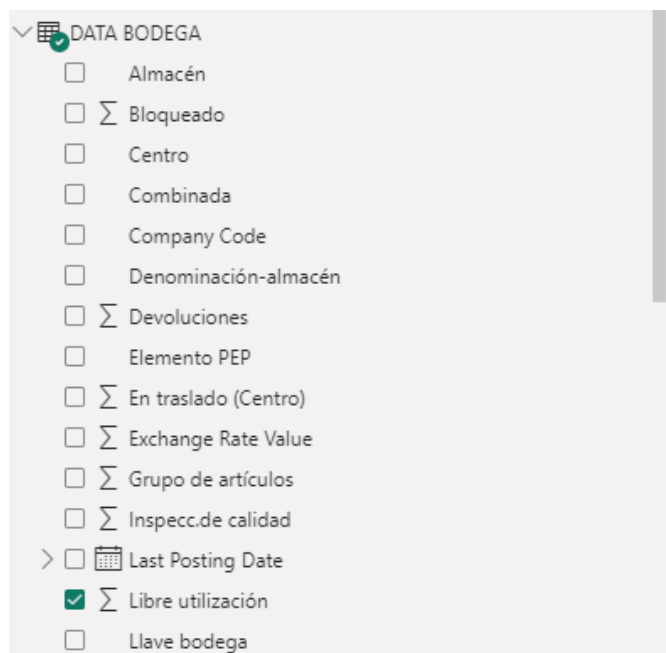 DATA BODEGA
Almacén
∑ Bloqueado
Centro
Combinada
Company Code
Denominación-almacén
∑ Devoluciones
Elemento PEP
∑ En traslado (Centro)
∑ Exchange Rate Value
∑ Grupo de artículos
∑ Inspecc.de calidad
Last Posting Date
∑ Libre utilización
Llave bodega